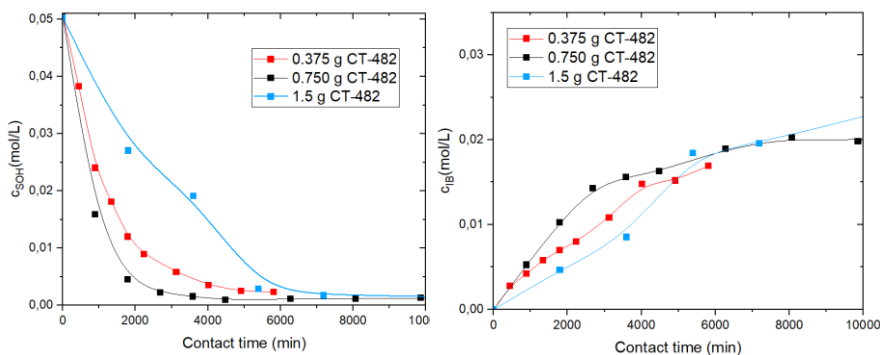 0,05
0,04
0,03
0,02
0,01
0,00
c_SOH(mol/L)
0.375 g CT-482
0.750 g CT-482
1.5 g CT-482
0 2000 4000 6000 8000 100
Contact time (min)
0,03
0,02
0,01
0,00
c_IB(mol/L)
0.375 g CT-482
0.750 g CT-482
1.5 g CT-482
0 2000 4000 6000 8000 10000
Contact time (min)